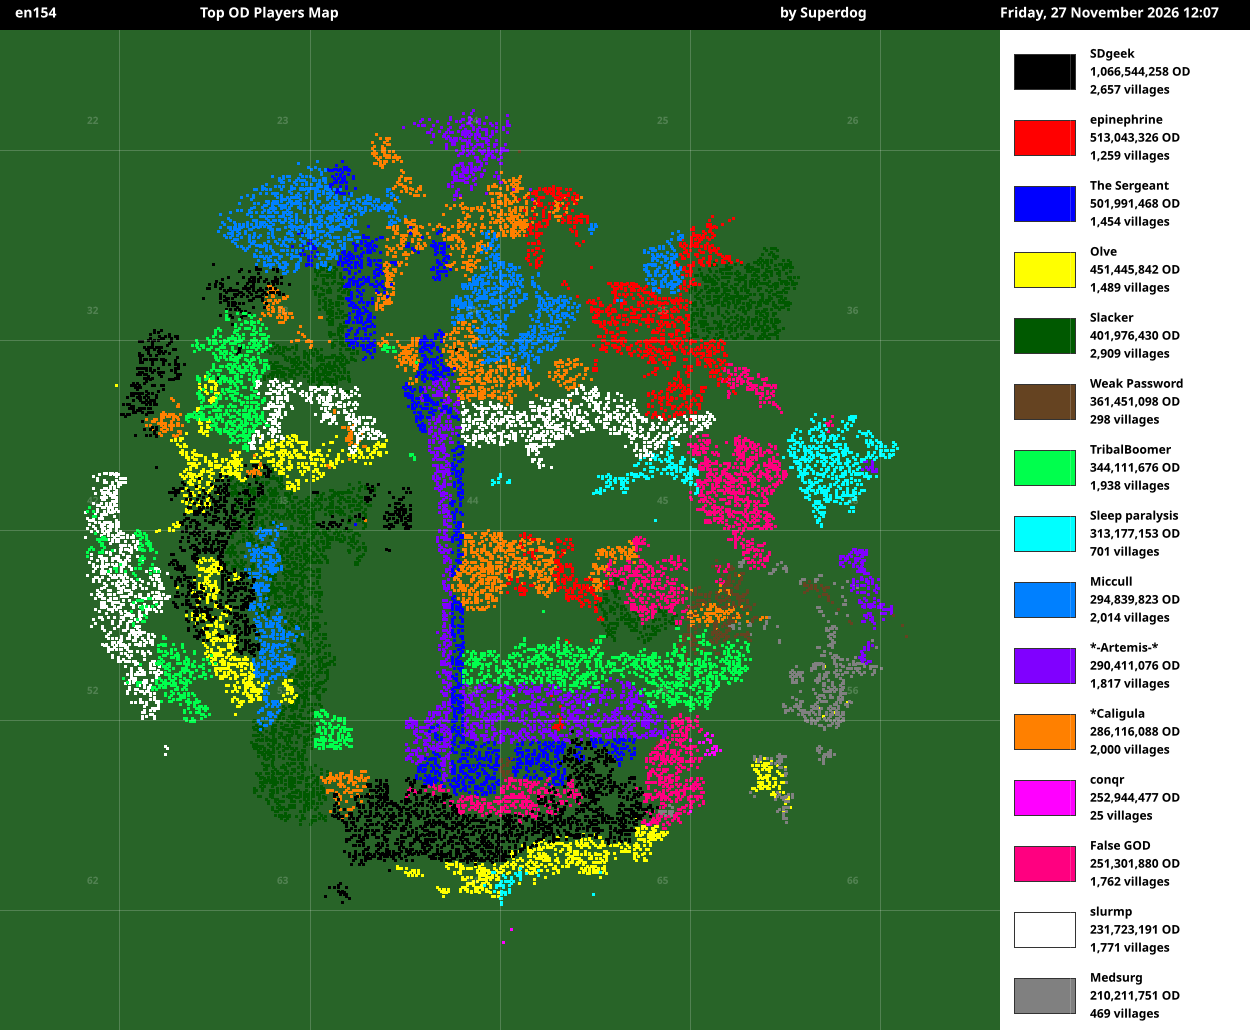 en154 Top OD Players Map by Superdog Friday, 27 November 2026 12:07
SDgeek
1,066,544,258 OD
2,657 villages
epinephrine
513,043,326 OD
1,259 villages
The Sergeant
501,991,468 OD
1,454 villages
Olve
451,445,842 OD
1,489 villages
Slacker
401,976,430 OD
2,909 villages
Weak Password
361,451,098 OD
298 villages
TribalBoomer
344,111,676 OD
1,938 villages
Sleep paralysis
313,177,153 OD
701 villages
Miccull
294,839,823 OD
2,014 villages
*-Artemis-*
290,411,076 OD
1,817 villages
*Caligula
286,116,088 OD
2,000 villages
conqr
252,944,477 OD
25 villages
False GOD
251,301,880 OD
1,762 villages
slurmp
231,723,191 OD
1,771 villages
Medsurg
210,211,751 OD
469 villages
22 23 24 25 26
32 35 36
44 45
52 54 56
62 63 65 66